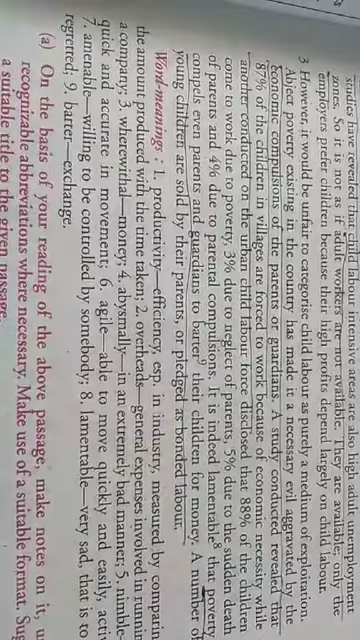 studies have revealed that child labour intensive areas are also high adult unemployment
zones. So it is not as if adult workers are not available. They are available; only the
employers prefer children because their high profits depend largely on child labour.
3 However, it would be unfair to categorise child labour as purely a medium of exploitation.
Abject poverty existing in the country has made it a necessary evil aggravated by the
economic compulsions of the parents or guardians. A study conducted revealed that
87% of the children in villages are forced to work because of economic necessity while
another conducted on the urban child labour force disclosed that 88% of the children
come to work due to poverty, 3% due to neglect of parents, 5% due to the sudden death
of parents and 4% due to parental compulsions. It is indeed lamentable8 that poverty
compels even parents and guardians to barter9 their children for money. A number of
young children are sold by their parents, or pledged as bonded labour.
Word-meanings : 1. productivity—efficiency, esp. in industry, measured by comparin
the amount produced with the time taken; 2. overheads—general expenses involved in runnin
a company; 3. wherewithal—money; 4. abysmally—in an extremely bad manner; 5. nimble—
quick and accurate in movement; 6. agile—able to move quickly and easily, activ
7. amenable—willing to be controlled by somebody; 8. lamentable—very sad, that is to
regretted; 9. barter—exchange.
(a) On the basis of your reading of the above passage, make notes on it, u
recognizable abbreviations where necessary. Make use of a suitable format. Sug
a suitable title to the given passage.